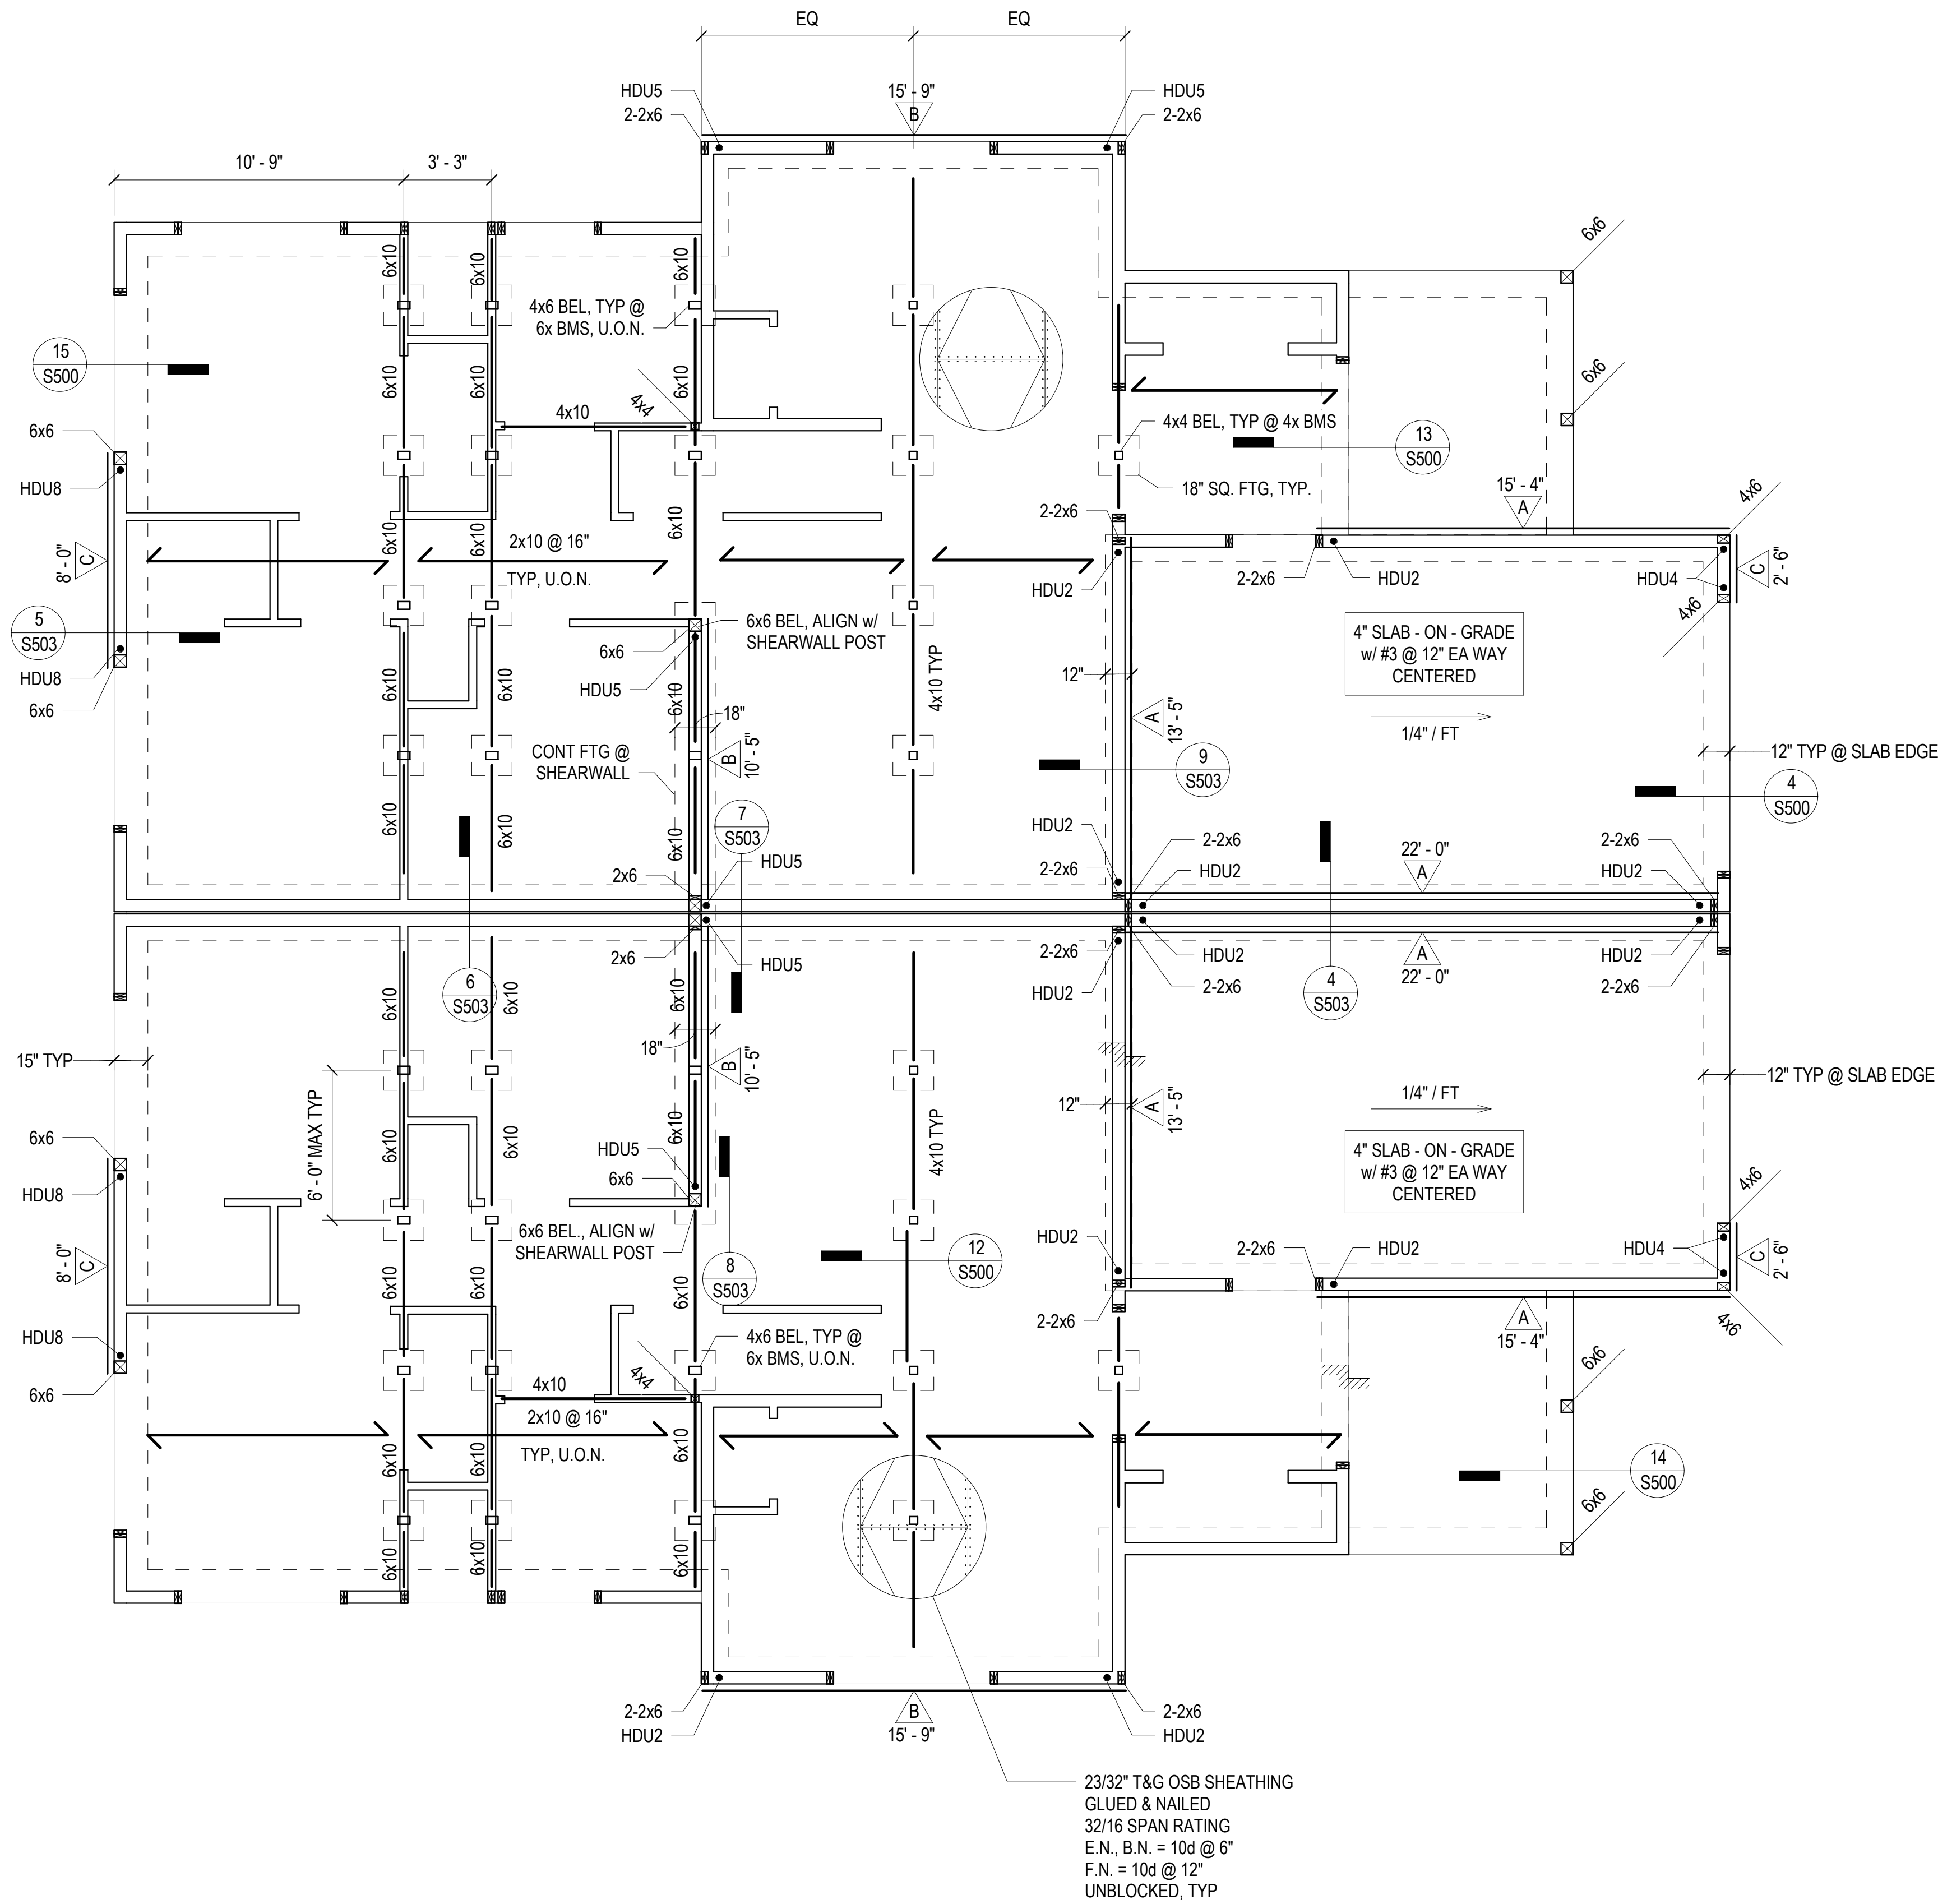 EQ
EQ
HDU5
2-2x6
15' - 9"
B
HDU5
2-2x6
10' - 9"
3' - 3"
6x10
6x10
6x10
6x6
4x6 BEL, TYP @
6x BMS, U.O.N.
15
S500
6x10
6x10
6x10
6x6
4x10
4x4
4x4 BEL, TYP @ 4x BMS
13
S500
6x6
HDU8
18" SQ. FTG, TYP.
15' - 4"
A
4x6
2-2x6
6x10
6x10
2x10 @ 16"
TYP, U.O.N.
6x10
8' - 0"
C
HDU2
2-2x6
HDU2
HDU4
C
2' - 6"
4x6
5
S503
HDU8
6x6
6x6 BEL, ALIGN w/
SHEARWALL POST
6x6
HDU5
4" SLAB - ON - GRADE
w/ #3 @ 12" EA WAY
CENTERED
6x10
6x10
6x10
4x10 TYP
12"
18"
A
13' - 5"
1/4" / FT
CONT FTG @
SHEARWALL
B
10' - 5"
9
S503
12" TYP @ SLAB EDGE
4
S500
6x10
6x10
6x10
7
S503
HDU2
2-2x6
22' - 0"
A
2-2x6
HDU5
2x6
2-2x6
HDU2
HDU2
2x6
HDU5
2-2x6
HDU2
HDU2
2-2x6
A
22' - 0"
HDU2
2-2x6
6
S503
4
S503
6x10
6x10
6x10
18"
15" TYP
B
10' - 5"
12" TYP @ SLAB EDGE
6' - 0" MAX TYP
12"
A
13' - 5"
1/4" / FT
6x10
6x10
6x10
4x10 TYP
6x6
HDU8
HDU5
6x6
4" SLAB - ON - GRADE
w/ #3 @ 12" EA WAY
CENTERED
4x6
6x6 BEL., ALIGN w/
SHEARWALL POST
HDU2
2-2x6
HDU2
HDU4
C
2' - 6"
8' - 0"
C
12
S500
8
S503
6x10
6x10
6x10
2-2x6
A
15' - 4"
4x6
HDU8
4x6 BEL, TYP @
6x BMS, U.O.N.
6x6
6x6
4x10
4x4
2x10 @ 16"
TYP, U.O.N.
6x10
6x10
6x10
14
S500
6x6
6x10
6x10
6x10
2-2x6
HDU2
B
15' - 9"
2-2x6
HDU2
23/32" T&G OSB SHEATHING
GLUED & NAILED
32/16 SPAN RATING
E.N., B.N. = 10d @ 6"
F.N. = 10d @ 12"
UNBLOCKED, TYP